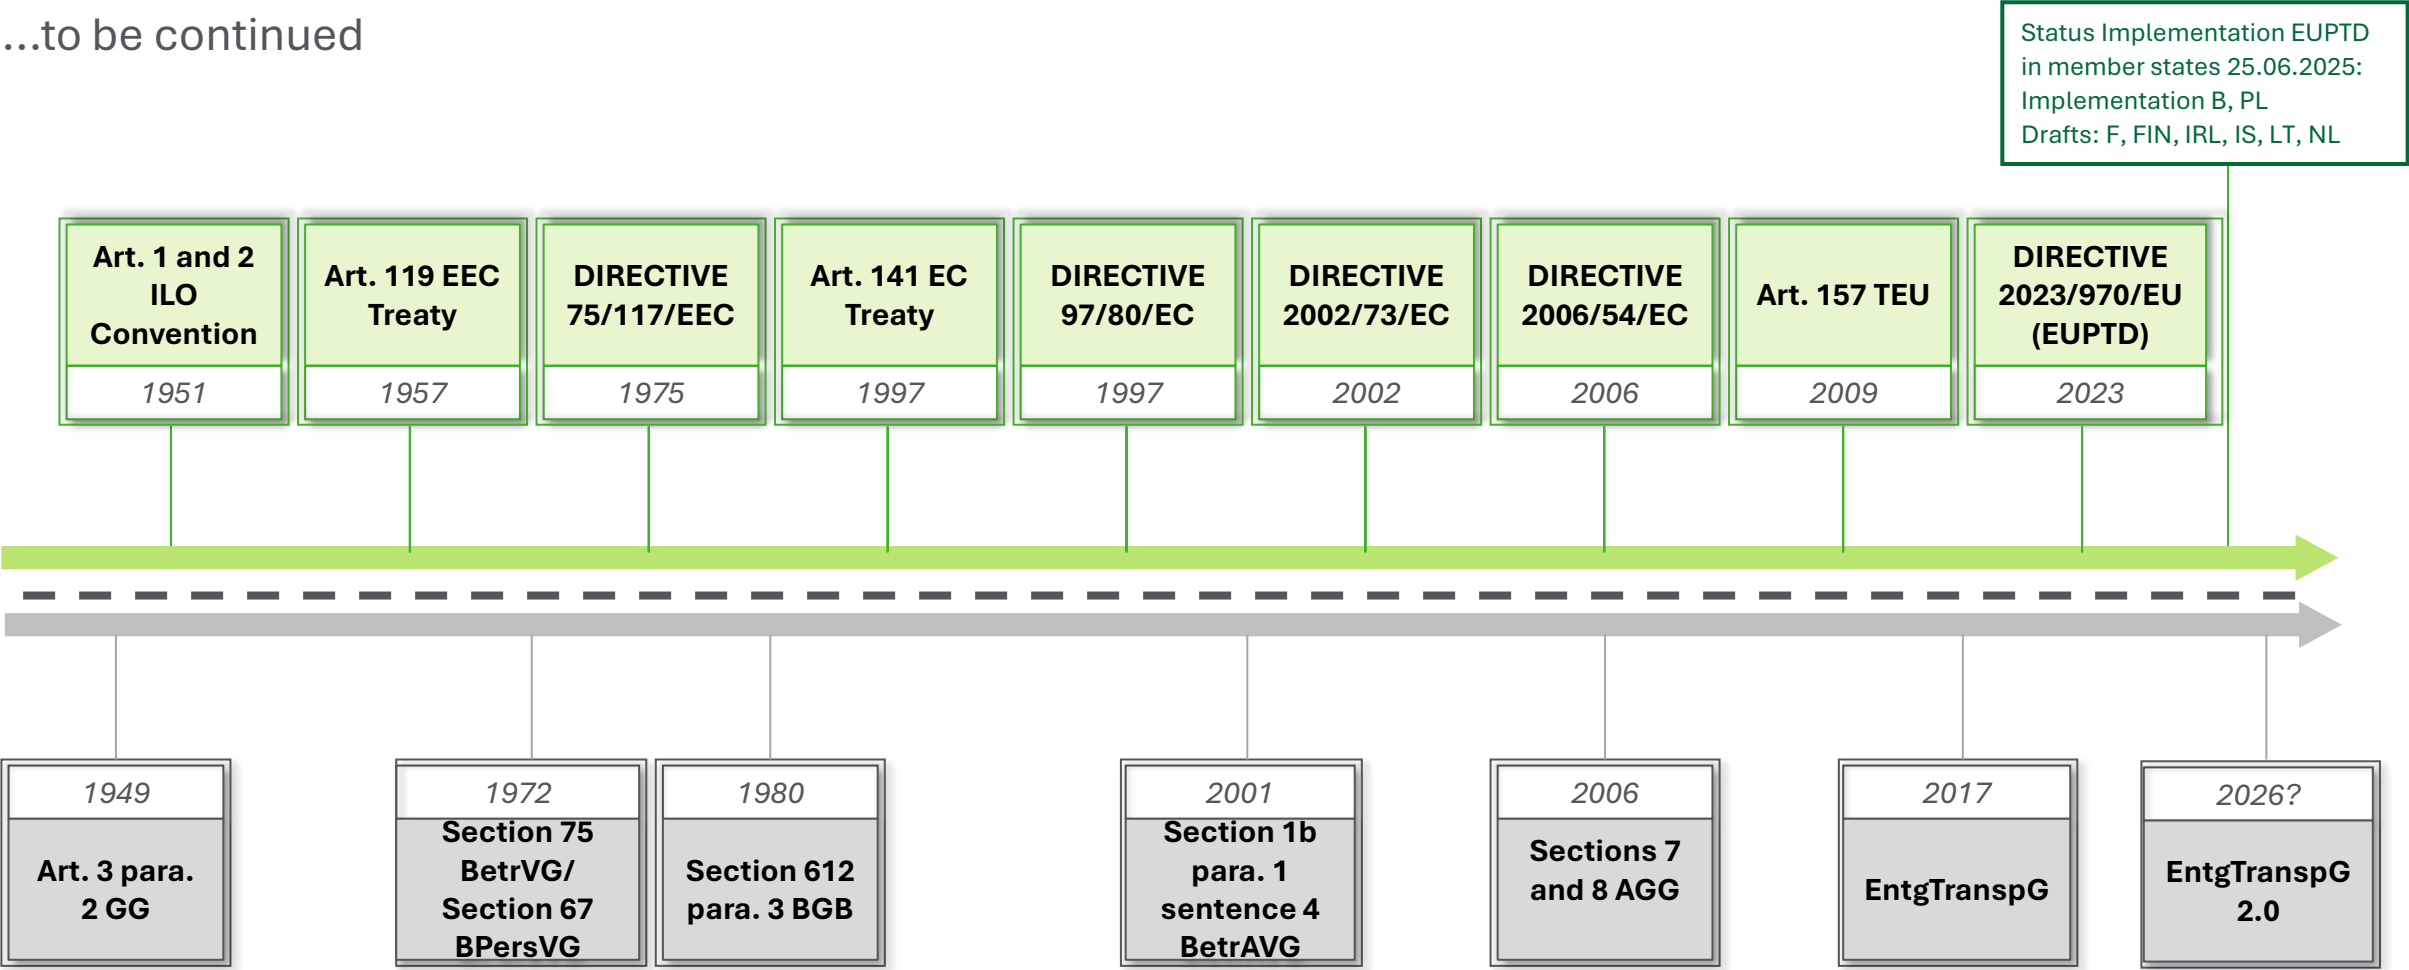 ...to be continued
Status Implementation EUPTD
in member states 25.06.2025:
Implementation B, PL
Drafts: F, FIN, IRL, IS, LT, NL
Art. 1 and 2
ILO
Convention
1951
Art. 119 EEC
Treaty
1957
DIRECTIVE
75/117/EEC
1975
Art. 141 EC
Treaty
1997
DIRECTIVE
97/80/EC
1997
DIRECTIVE
2002/73/EC
2002
DIRECTIVE
2006/54/EC
2006
Art. 157 TEU
2009
DIRECTIVE
2023/970/EU
(EUPTD)
2023
1949
Art. 3 para.
2 GG
1972
Section 75
BetrVG/
Section 67
BPersVG
1980
Section 612
para. 3 BGB
2001
Section 1b
para. 1
sentence 4
BetrAVG
2006
Sections 7
and 8 AGG
2017
EntgTranspG
2026?
EntgTranspG
2.0